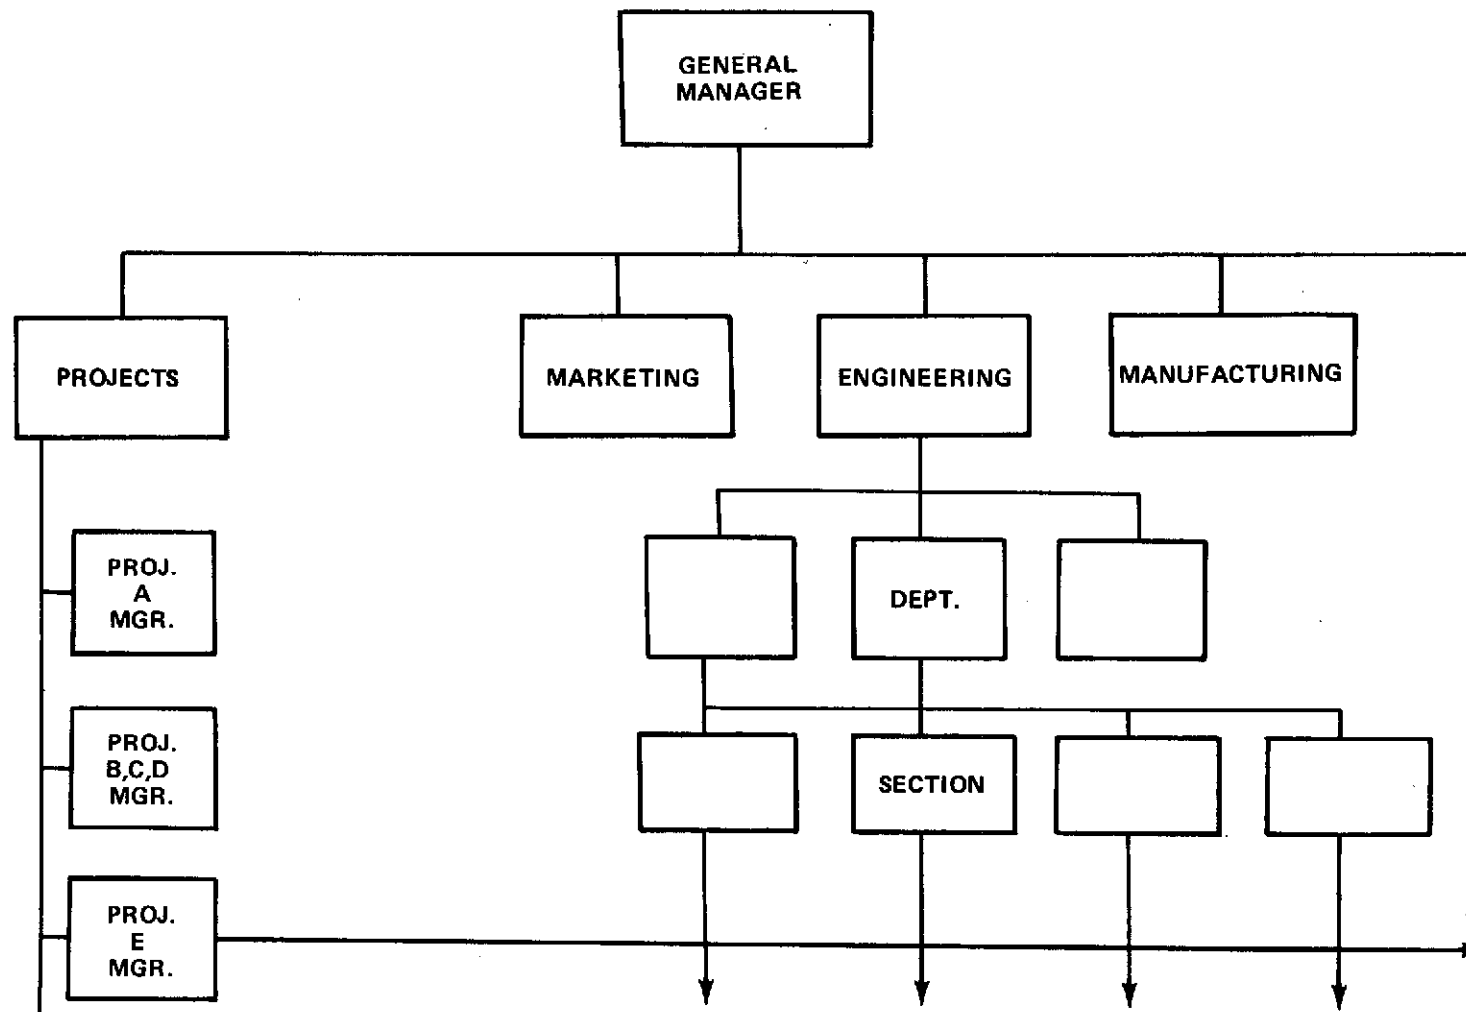 GENERAL
MANAGER
PROJECTS
MARKETING
ENGINEERING
MANUFACTURING
PROJ.
A
MGR.
DEPT.
PROJ.
B,C,D
MGR.
SECTION
PROJ.
E
MGR.